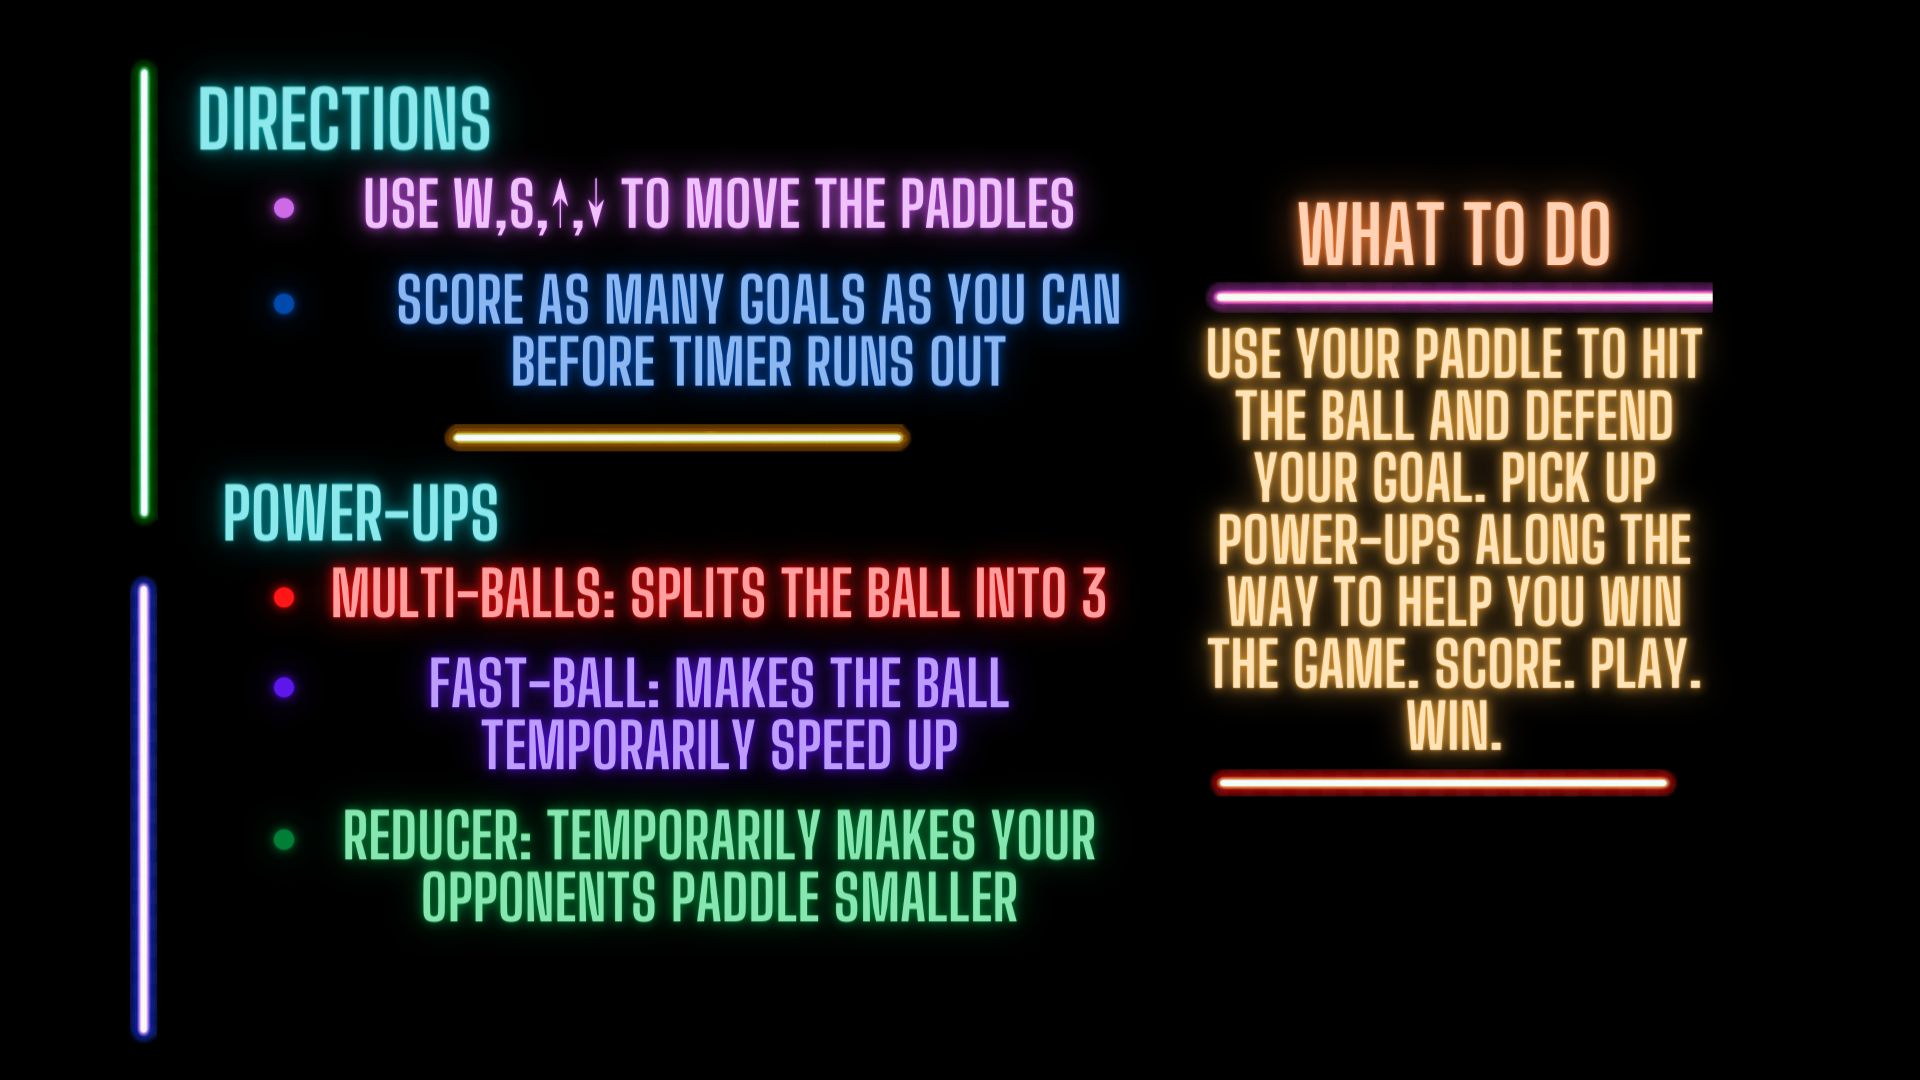 DIRECTIONS
USE W,S,↑,↓ TO MOVE THE PADDLES
SCORE AS MANY GOALS AS YOU CAN
BEFORE TIMER RUNS OUT
POWER-UPS
MULTI-BALLS: SPLITS THE BALL INTO 3
FAST-BALL: MAKES THE BALL
TEMPORARILY SPEED UP
REDUCER: TEMPORARILY MAKES YOUR
OPPONENTS PADDLE SMALLER
WHAT TO DO
USE YOUR PADDLE TO HIT
THE BALL AND DEFEND
YOUR GOAL. PICK UP
POWER-UPS ALONG THE
WAY TO HELP YOU WIN
THE GAME. SCORE. PLAY.
WIN.